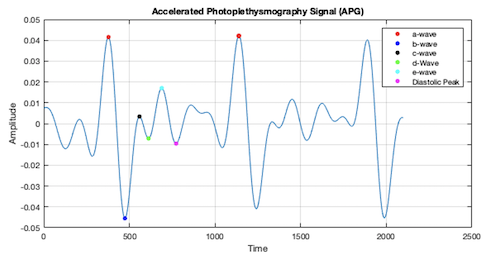 Accelerated Photoplethysmography Signal (APG)
0.05
0.04
0.03
0.02
0.01
0
-0.01
-0.02
-0.03
-0.04
-0.05
Amplitude
a-wave
b-wave
c-wave
d-Wave
e-wave
Diastolic Peak
0
500
1000
1500
2000
2500
Time